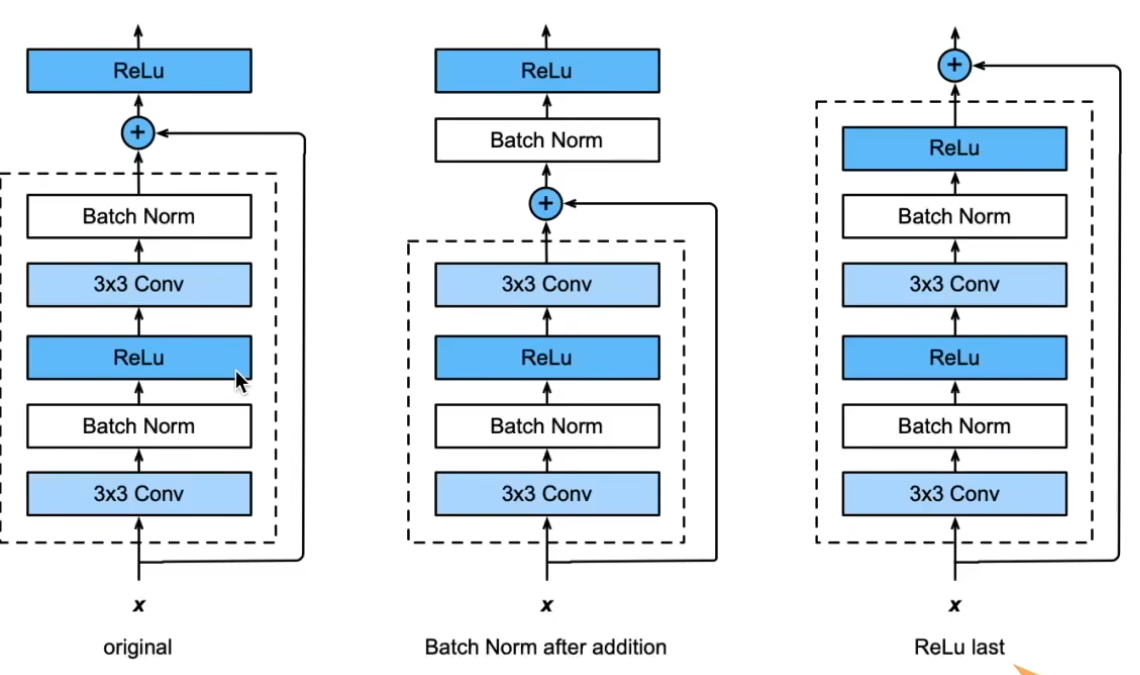 ReLu
+
Batch Norm
3x3 Conv
ReLu
Batch Norm
3x3 Conv
x
original
ReLu
Batch Norm
+
3x3 Conv
ReLu
Batch Norm
3x3 Conv
x
Batch Norm after addition
+
ReLu
Batch Norm
3x3 Conv
ReLu
Batch Norm
3x3 Conv
x
ReLu last